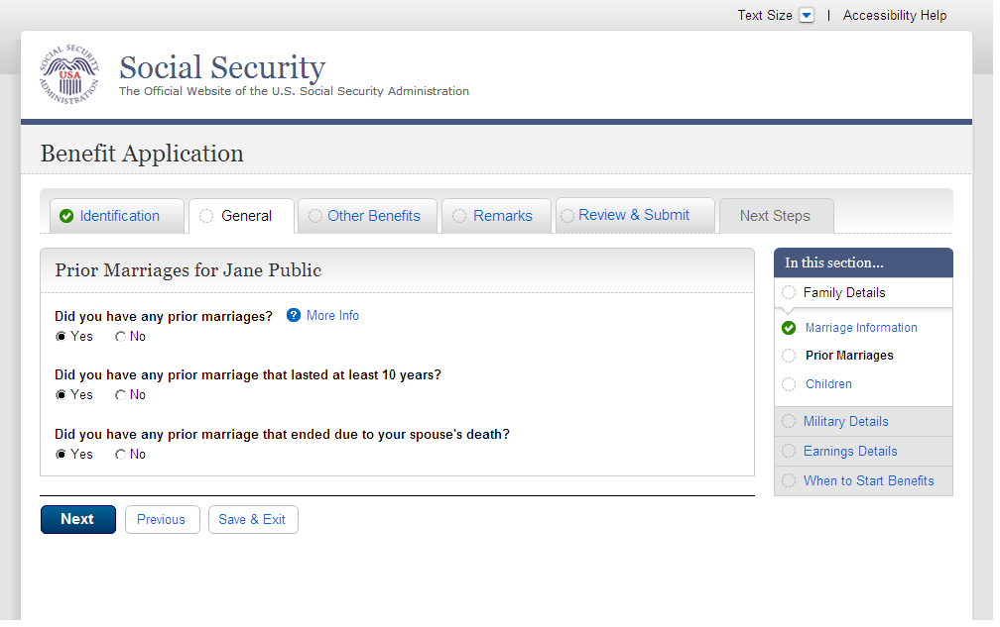 Text Size | Accessibility Help
SOCIAL SECURITY ADMINISTRATION
USA
Social Security
The Official Website of the U.S. Social Security Administration
Benefit Application
Identification General Other Benefits Remarks Review & Submit Next Steps
Prior Marriages for Jane Public
Did you have any prior marriages? ? More Info
Yes No
Did you have any prior marriage that lasted at least 10 years?
Yes No
Did you have any prior marriage that ended due to your spouse's death?
Yes No
Next Previous Save & Exit
In this section...
Family Details
Marriage Information
Prior Marriages
Children
Military Details
Earnings Details
When to Start Benefits